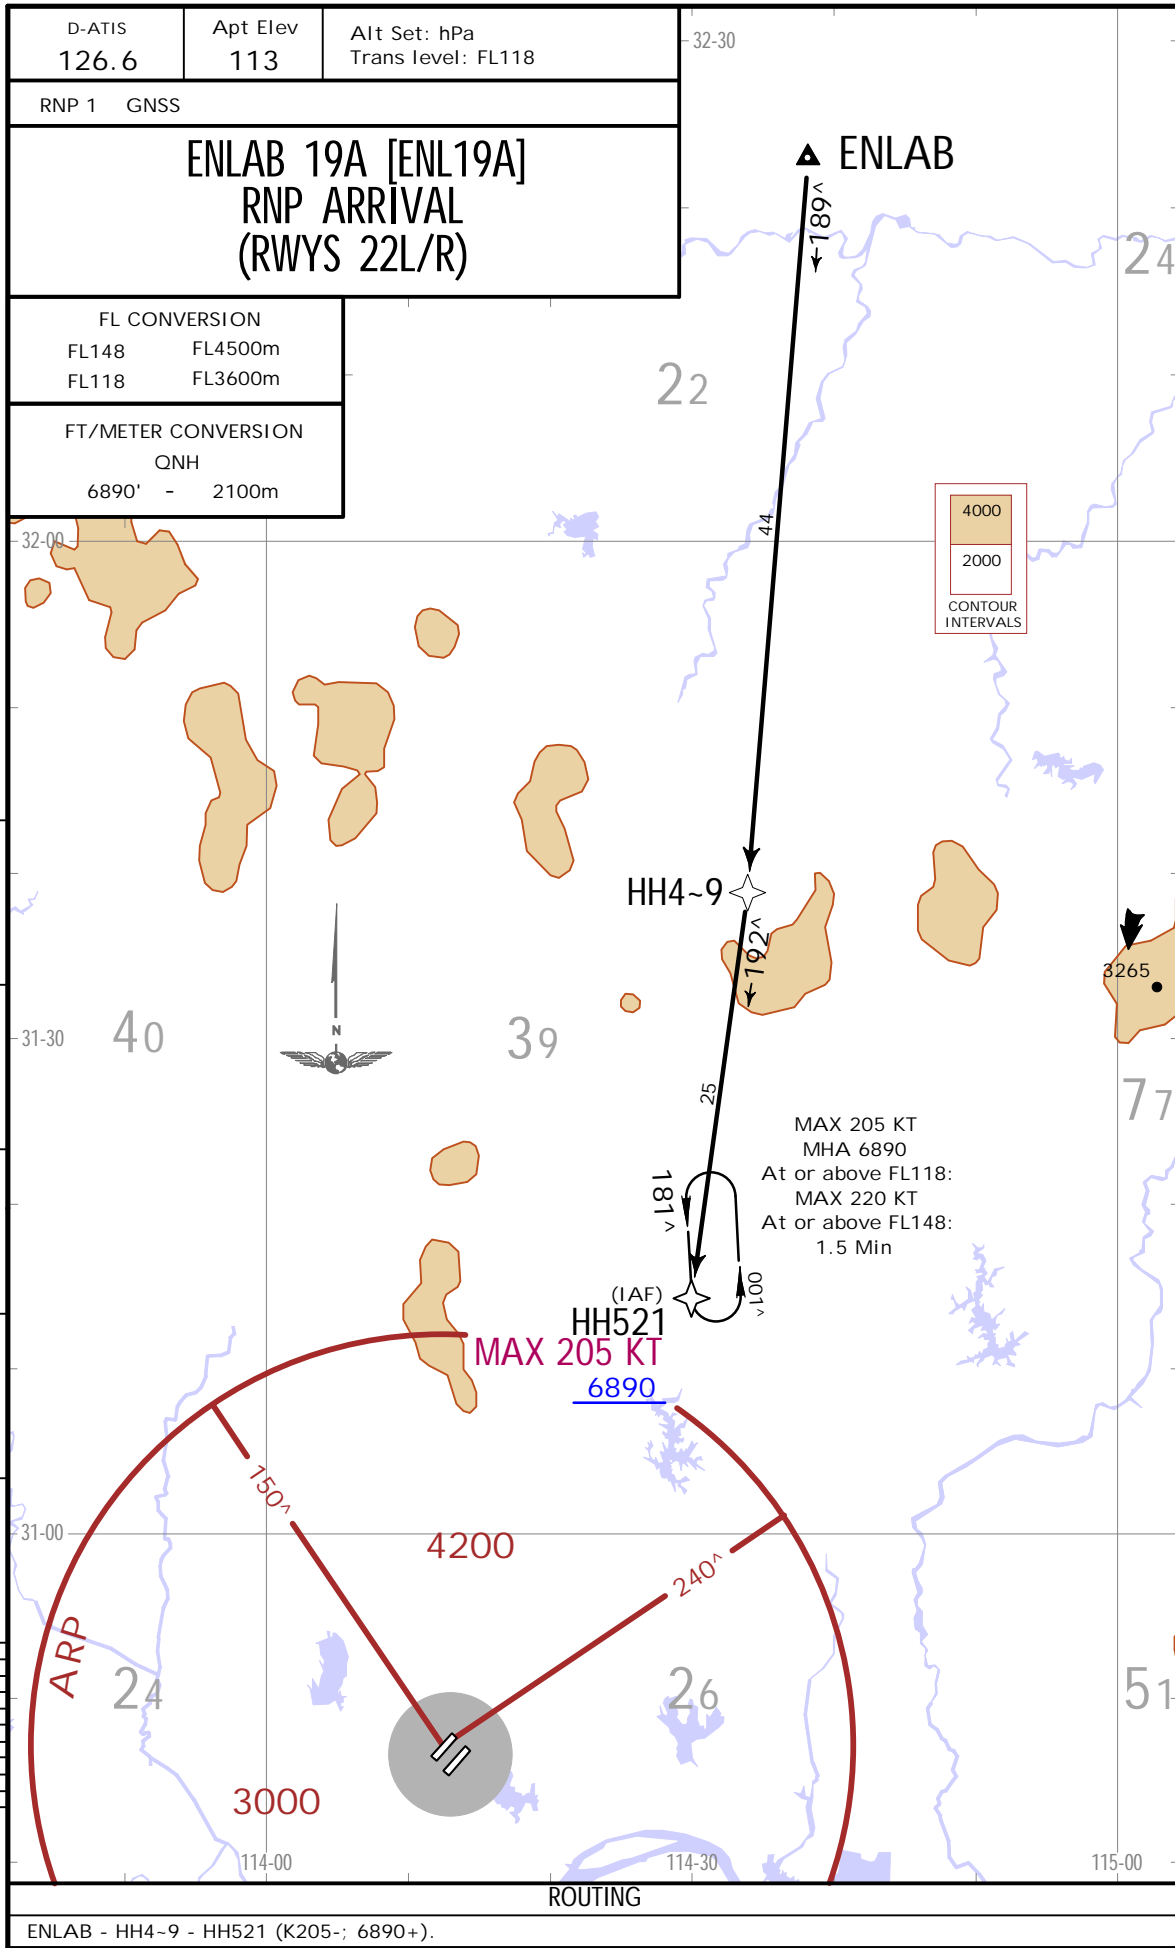 D-ATIS
126.6
Apt Elev
113
Alt Set: hPa
Trans level: FL118
RNP 1 GNSS
ENLAB 19A [ENL19A]
RNP ARRIVAL
(RWYS 22L/R)
FL CONVERSION
FL148 FL4500m
FL118 FL3600m
FT/METER CONVERSION
QNH
6890' - 2100m
32-30
ENLAB
189^
24
22
44
4000
2000
CONTOUR
INTERVALS
32-00
HH4~9
192^
3265
N
40
39
31-30
77
25
MAX 205 KT
MHA 6890
At or above FL118:
MAX 220 KT
At or above FL148:
1.5 Min
181^
001^
(IAF)
HH521
MAX 205 KT
6890
150^
31-00
4200
240^
ARP
24
26
51
3000
114-00
114-30
115-00
ROUTING
ENLAB - HH4~9 - HH521 (K205-; 6890+).